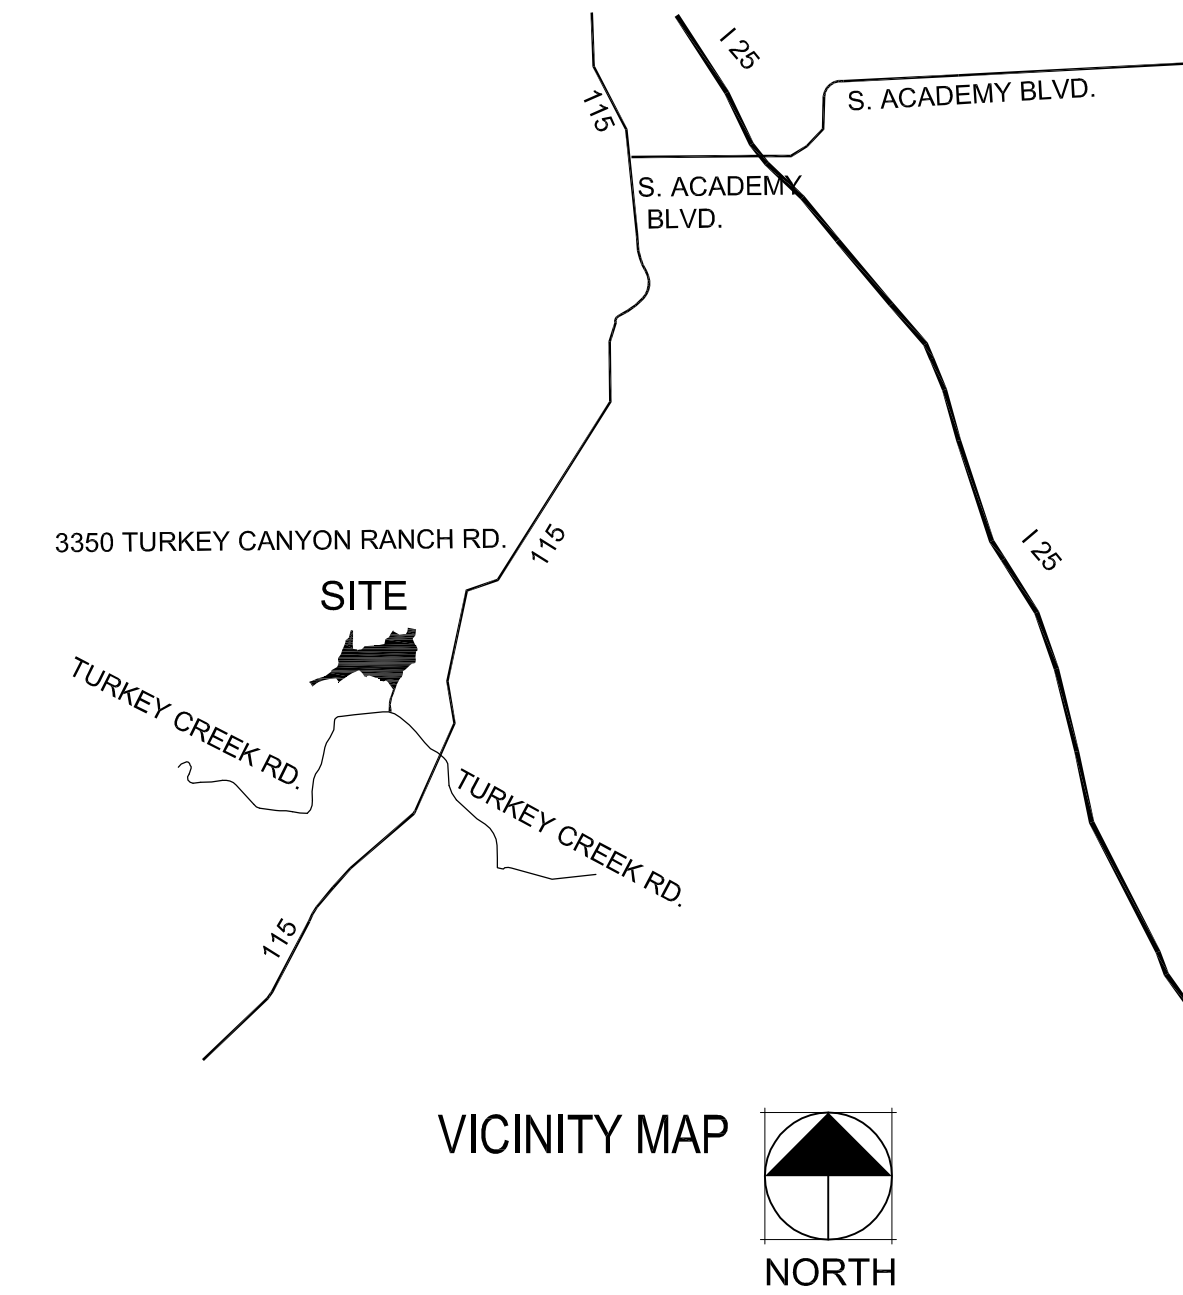 I 25
115
S. ACADEMY BLVD.
S. ACADEMY
BLVD.
3350 TURKEY CANYON RANCH RD.
115
I 25
SITE
TURKEY CREEK RD.
TURKEY CREEK RD.
115
VICINITY MAP
NORTH